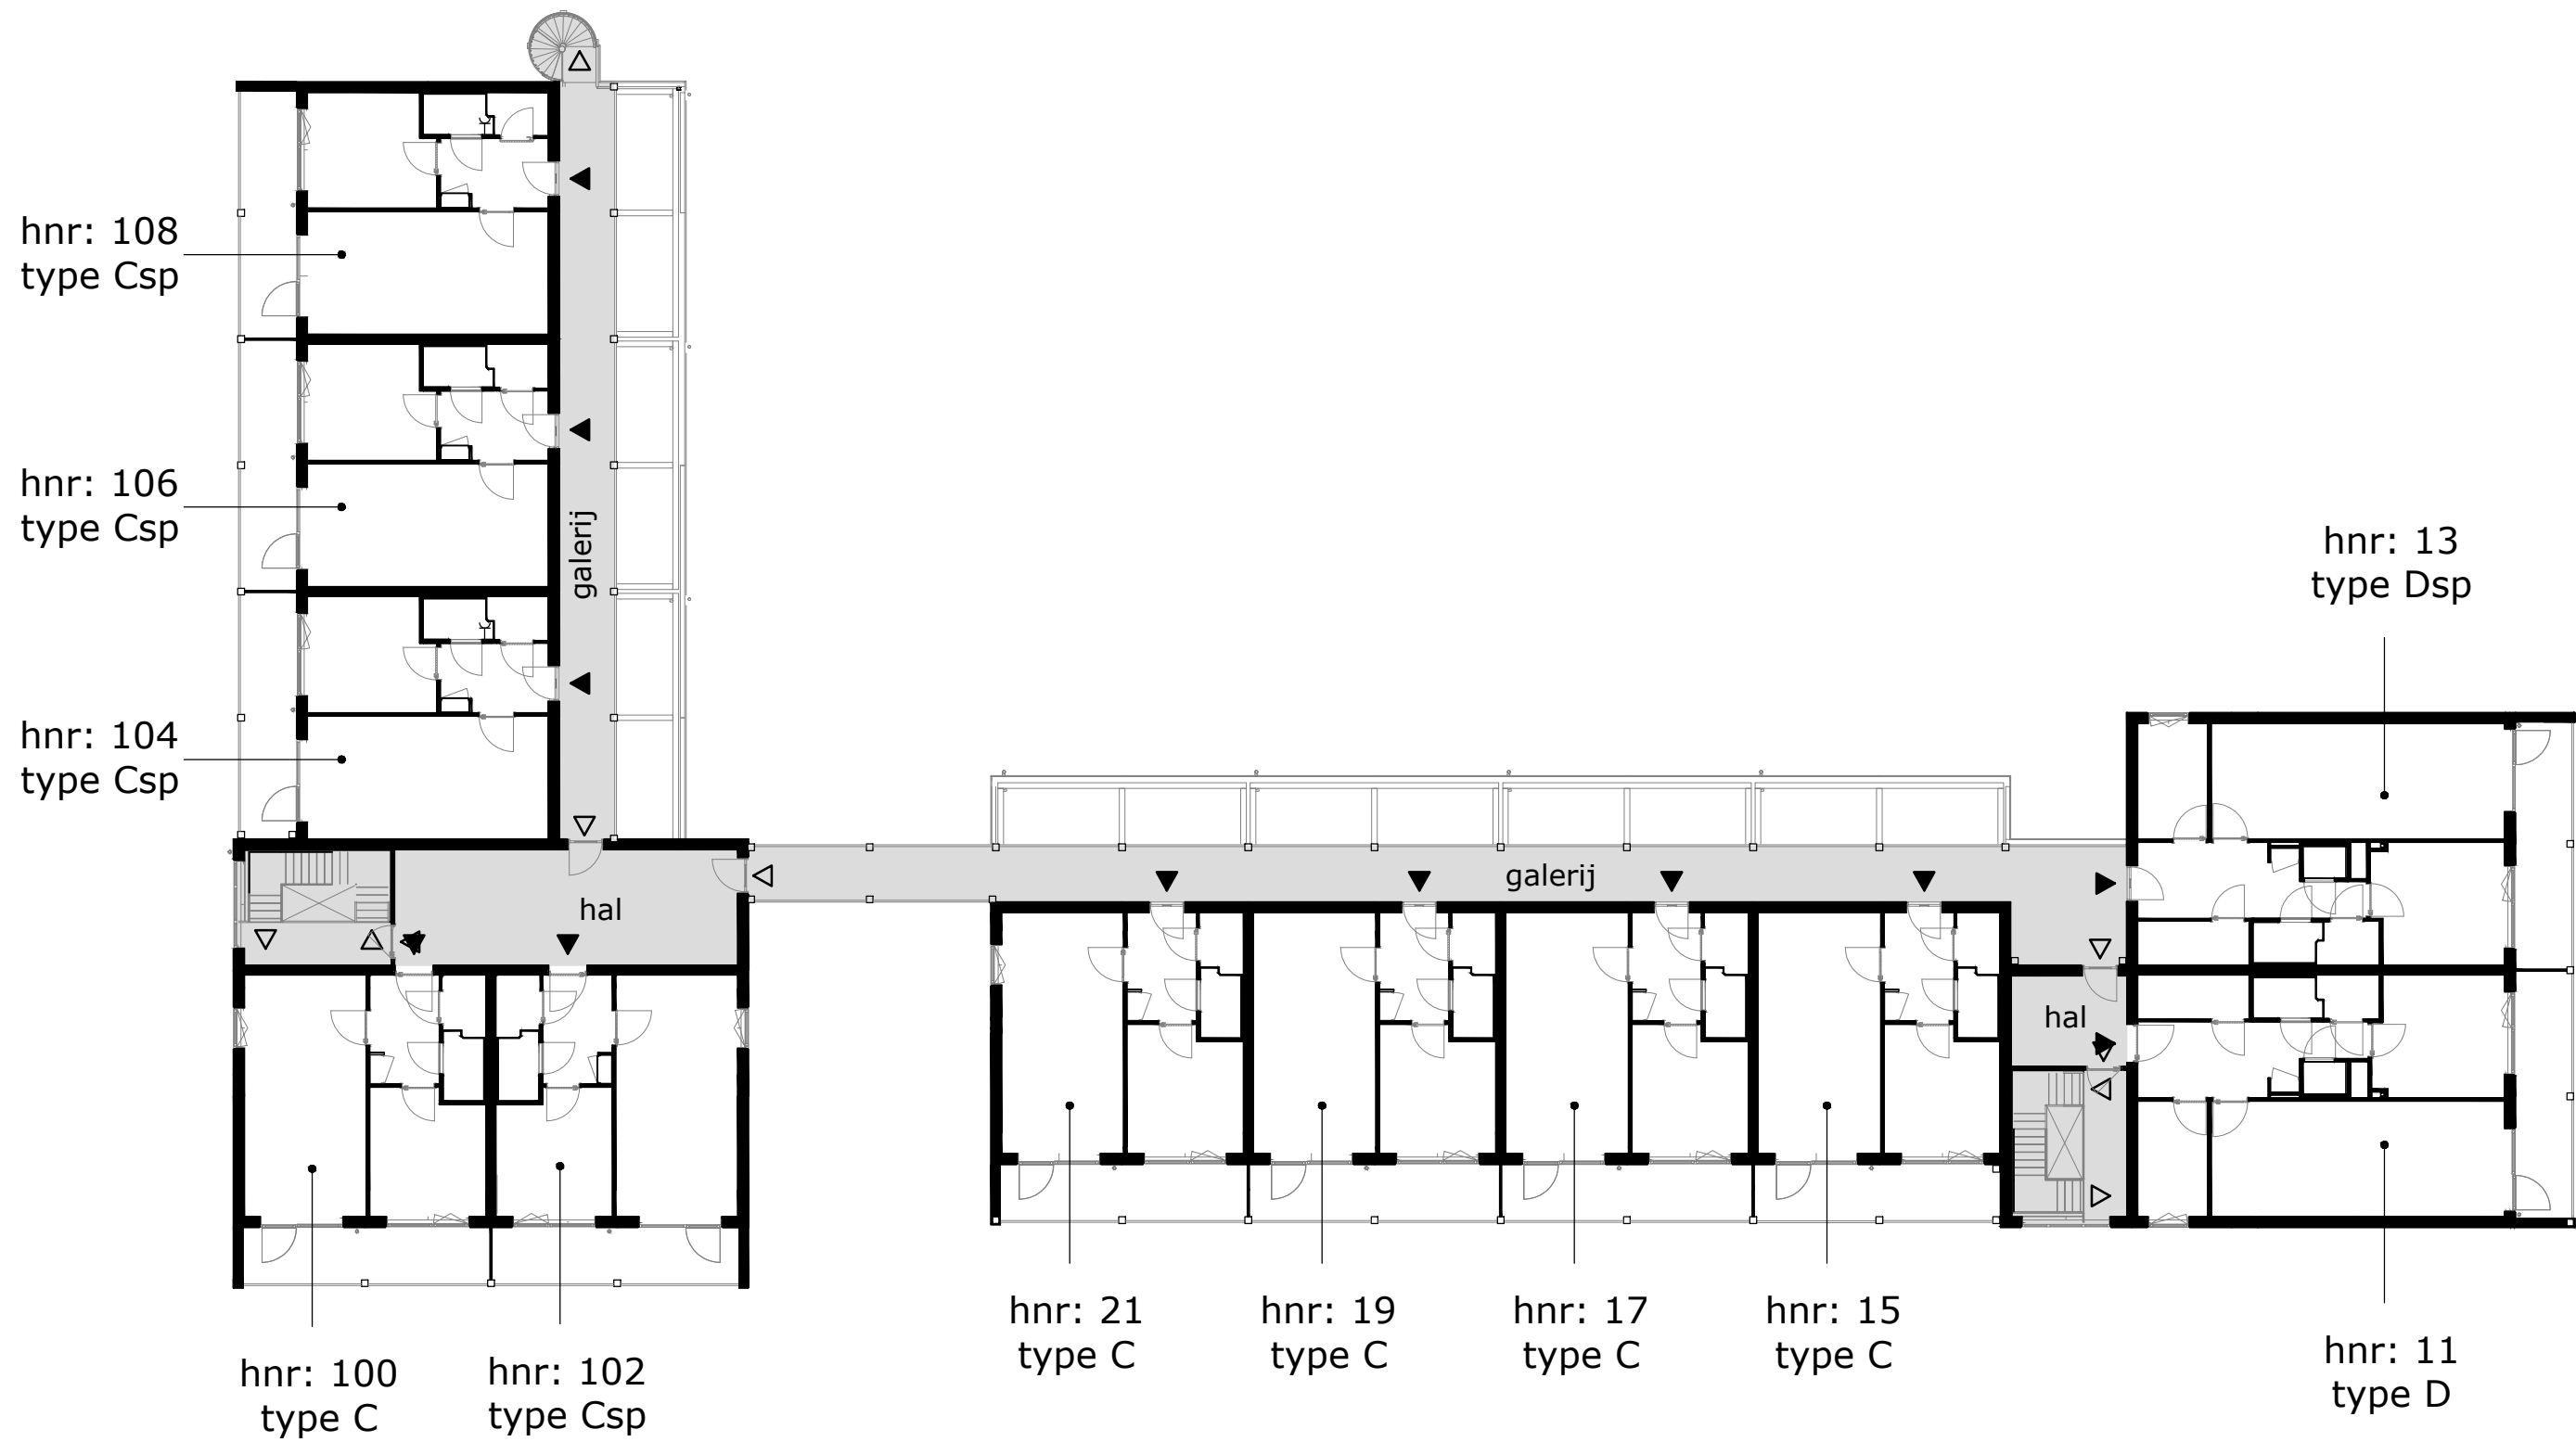 hnr: 108
type Csp
hnr: 106
type Csp
galerij
hnr: 13
type Dsp
hnr: 104
type Csp
galerij
hal
hal
hnr: 21
type C
hnr: 19
type C
hnr: 17
type C
hnr: 15
type C
hnr: 11
type D
hnr: 100
type C
hnr: 102
type Csp